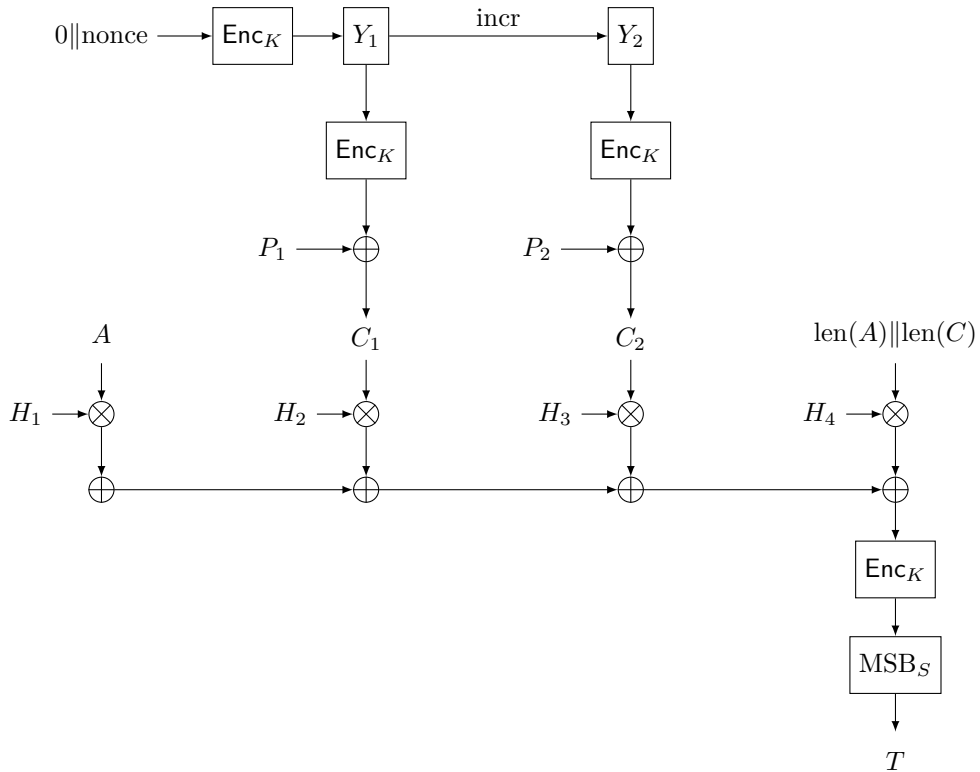 0‖nonce Enc_K Y_1 incr Y_2
Enc_K Enc_K
P_1 P_2
A C_1 C_2 len(A)‖len(C)
H_1 H_2 H_3 H_4
Enc_K
MSB_S
T